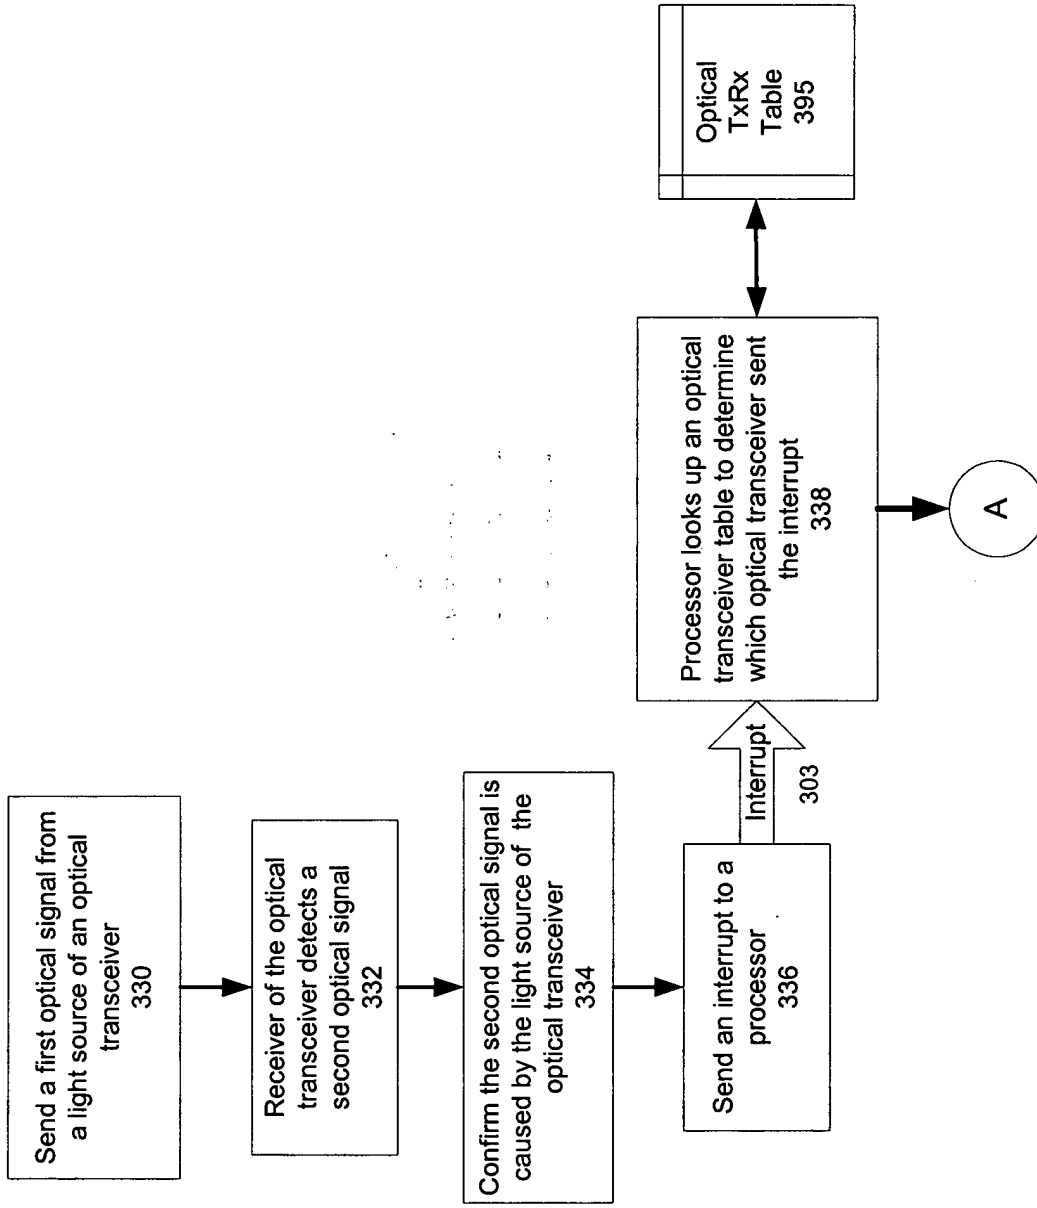 Send a first optical signal from
a light source of an optical
transceiver
330
Receiver of the optical
transceiver detects a
second optical signal
332
Confirm the second optical signal is
caused by the light source of the
optical transceiver
334
Send an interrupt to a
processor
336
Interrupt
303
Processor looks up an optical
transceiver table to determine
which optical transceiver sent
the interrupt
338
Optical
TxRx
Table
395
A